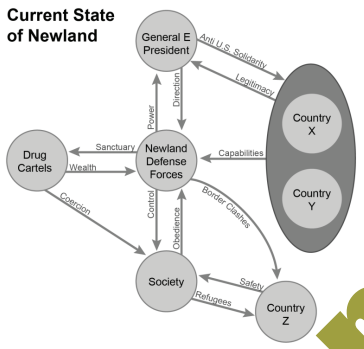 Current State
of Newland
General E
President
Anti U.S. Solidarity
Legitimacy
Power
Direction
Country
X
Drug
Cartels
Sanctuary
Wealth
Newland
Defense
Forces
Capabilities
Country
Y
Coercion
Control
Obedience
Border Clashes
Society
Safety
Refugees
Country
Z